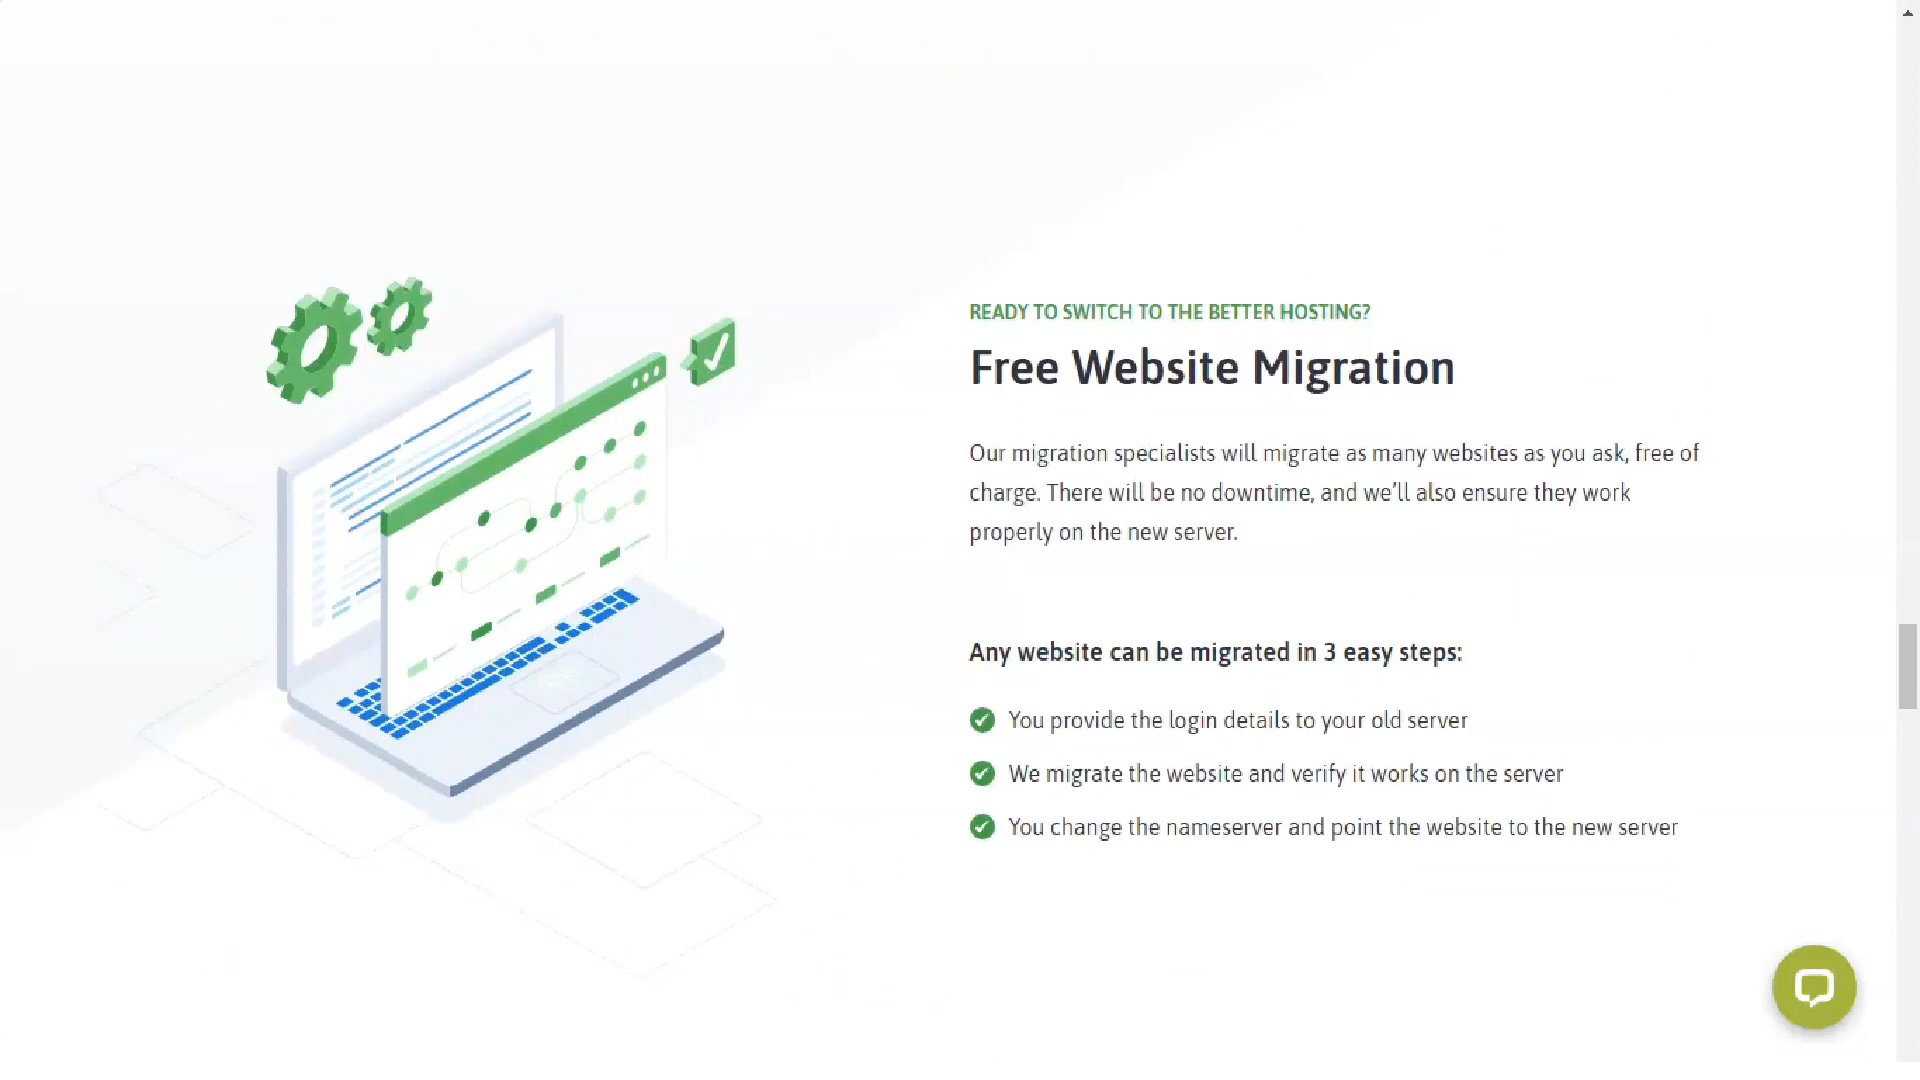 READY TO SWITCH TO THE BETTER HOSTING?
Free Website Migration
Our migration specialists will migrate as many websites as you ask, free of
charge. There will be no downtime, and we’ll also ensure they work
properly on the new server.
Any website can be migrated in 3 easy steps:
You provide the login details to your old server
We migrate the website and verify it works on the server
You change the nameserver and point the website to the new server